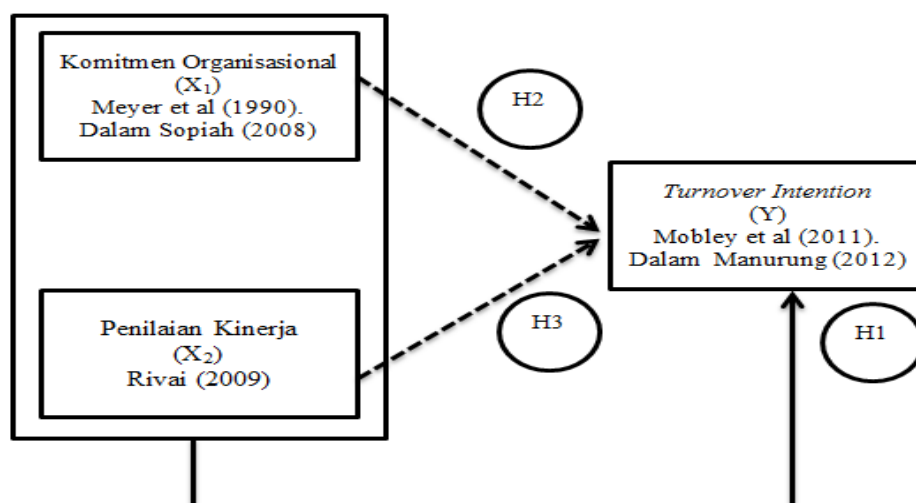 Komitmen Organisasional
(X₁)
Meyer et al (1990).
Dalam Sopiah (2008)
H2
Turnover Intention
(Y)
Mobley et al (2011).
Dalam Manurung (2012)
Penilaian Kinerja
(X₂)
Rivai (2009)
H3
H1